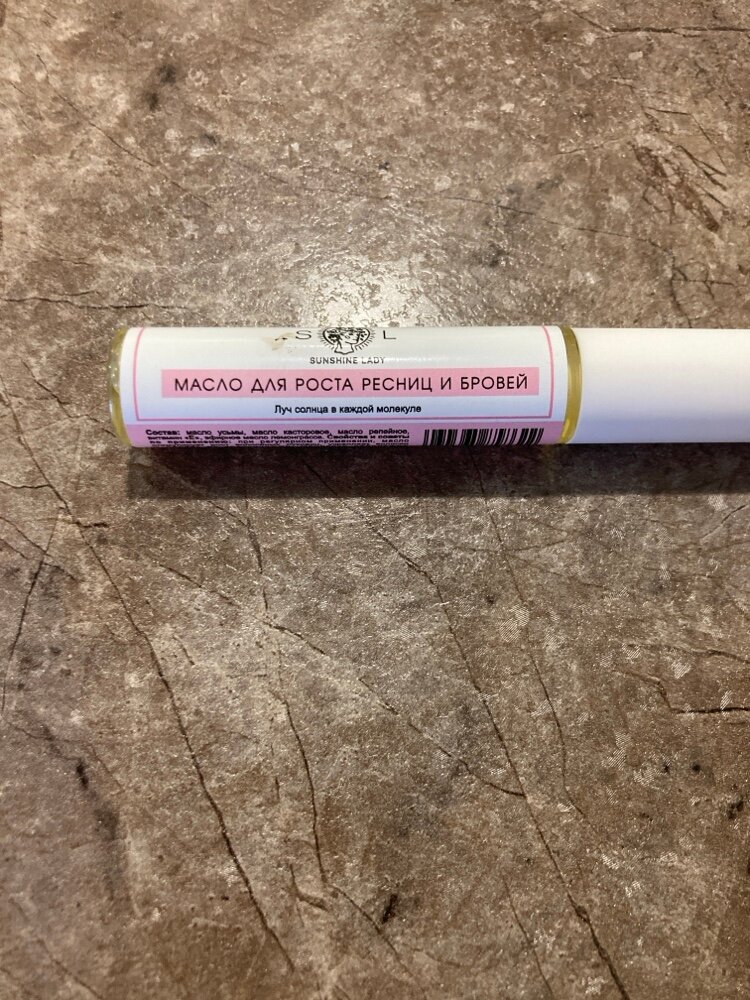 S L
SUNSHINE LADY
МАСЛО ДЛЯ РОСТА РЕСНИЦ И БРОВЕЙ
Луч солнца в каждой молекуле
Состав: масло усьмы, масло касторовое, масло репейное,
витамин «Е», эфирное масло лемонграсса. Свойства и советы
по применению: при регулярном применении, масло